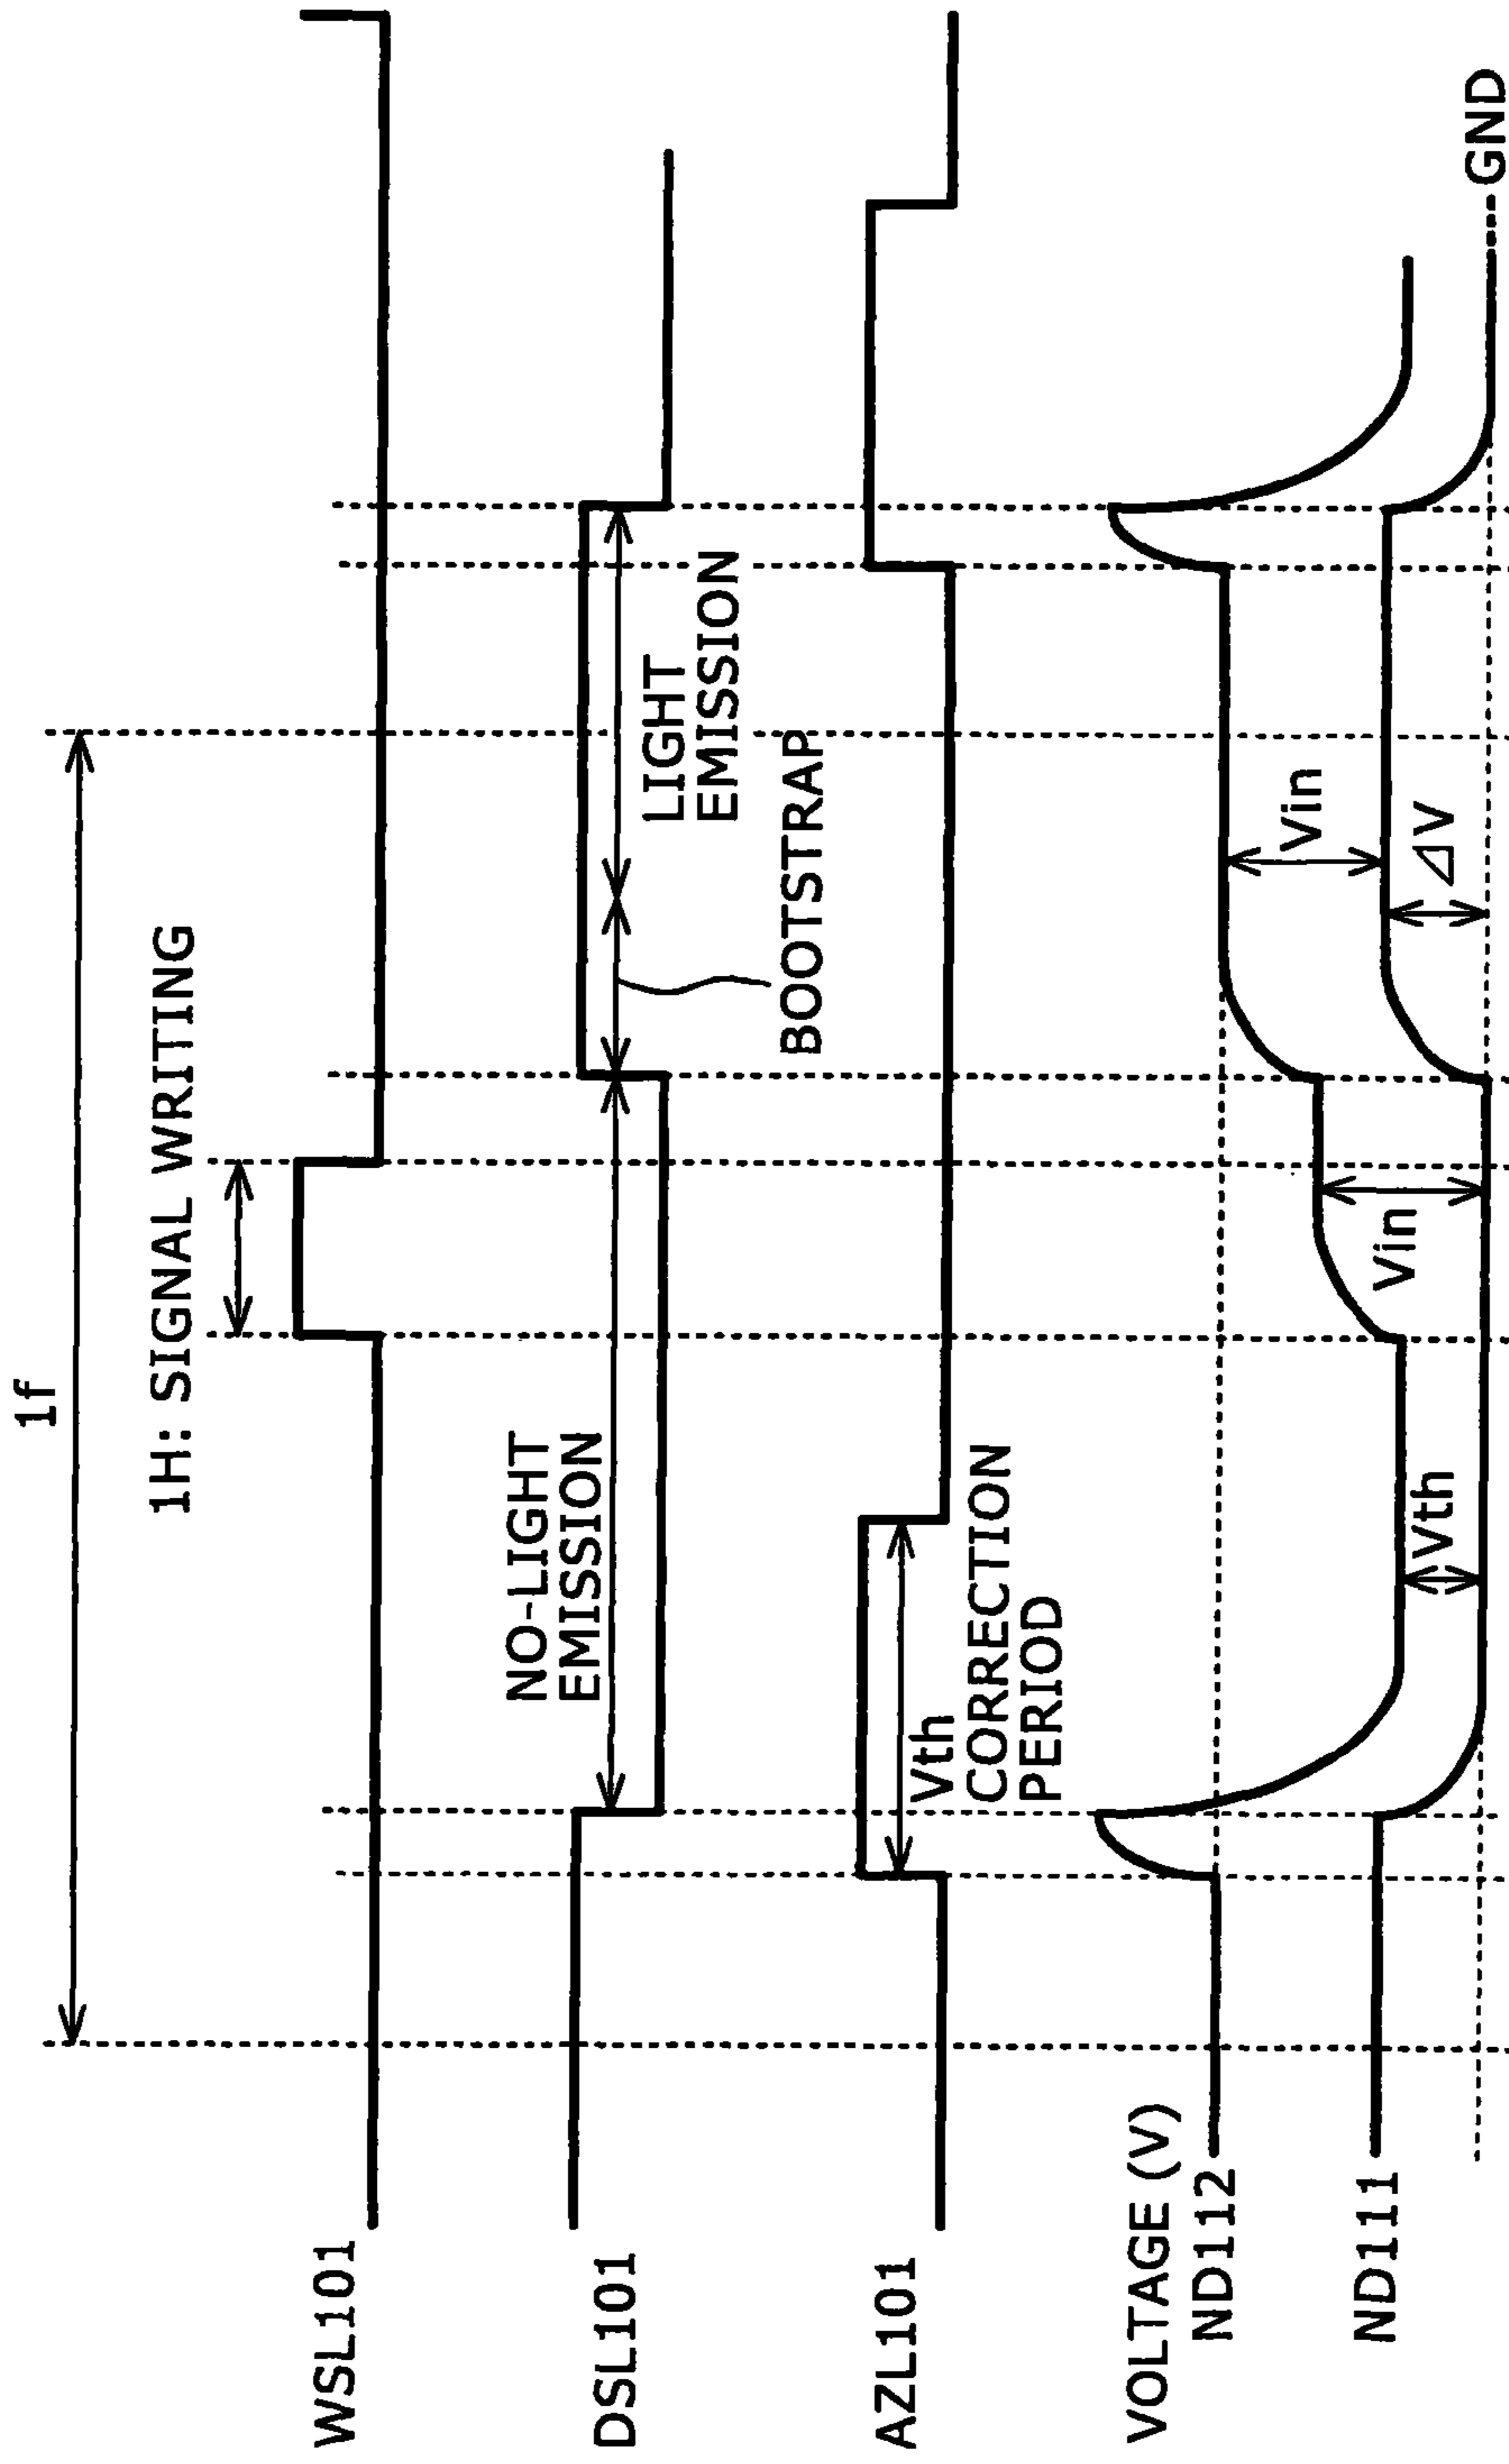 1f
1H: SIGNAL WRITING
WSL101
NO-LIGHT
EMISSION
LIGHT
EMISSION
DSL101
BOOTSTRAP
AZL101
Vth
CORRECTION
PERIOD
VOLTAGE (V)
ND112
Vin
Vin
ND111
Vth
ΔV
GND